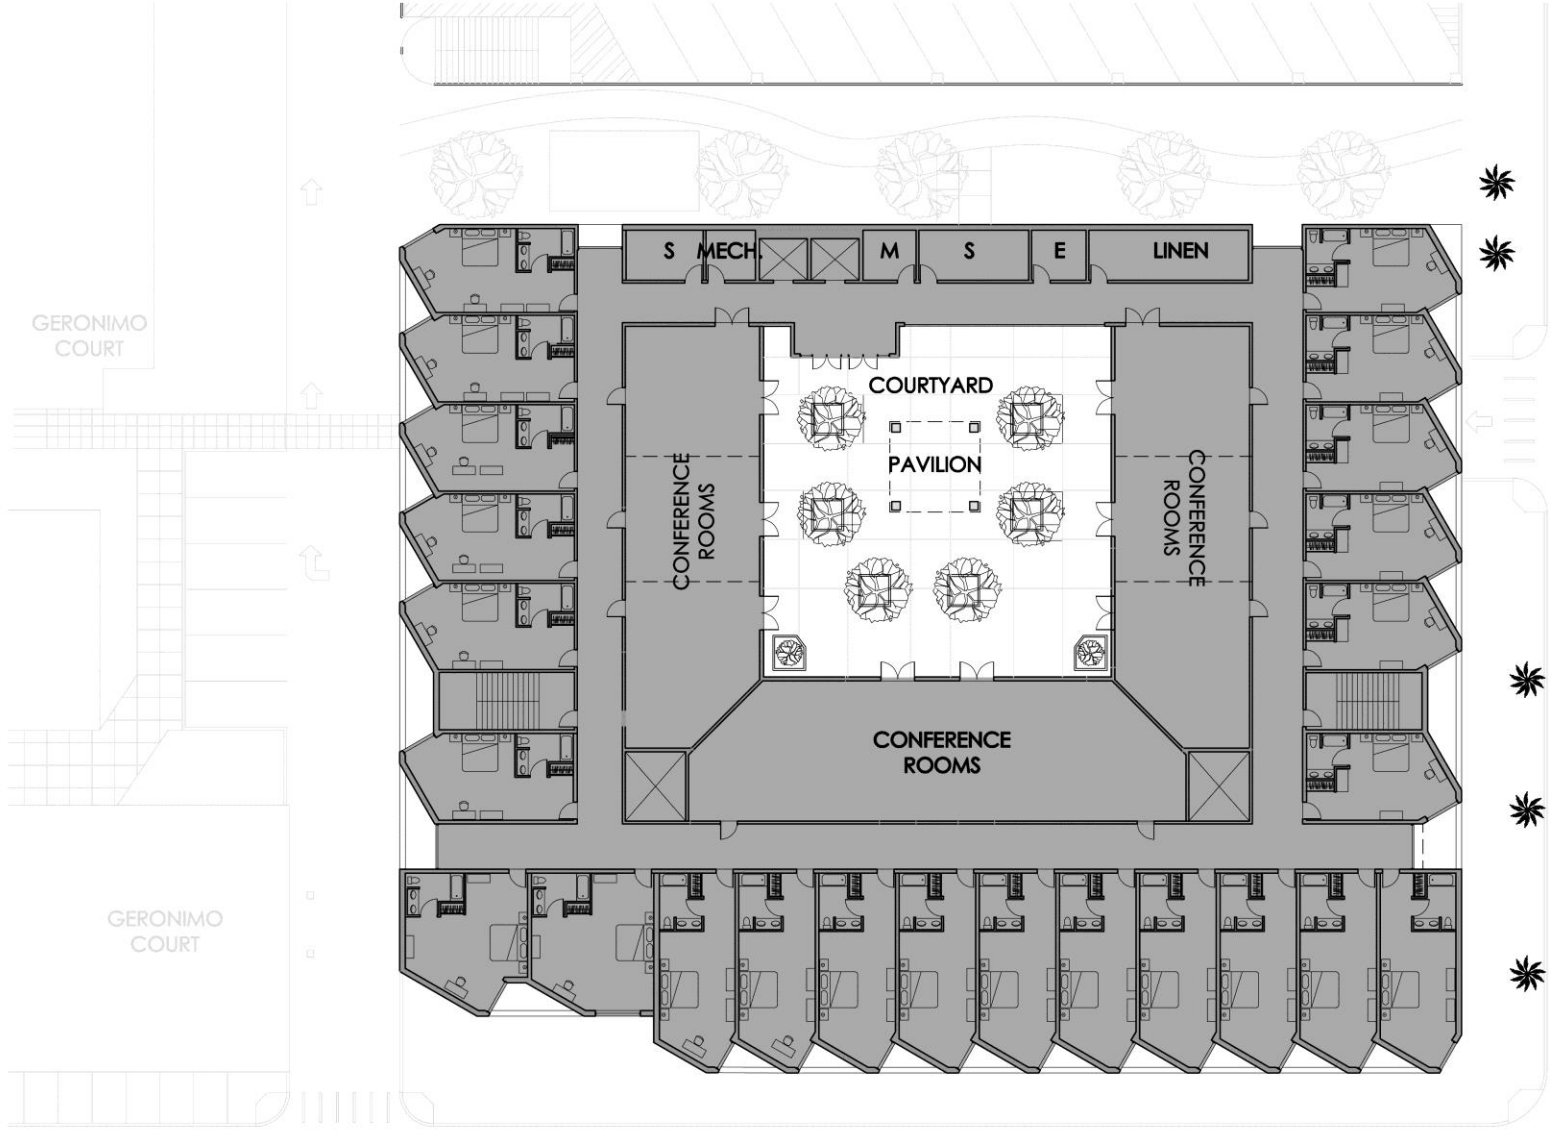 S MECH. M S E LINEN
GERONIMO
COURT
COURTYARD
PAVILION
CONFERENCE
ROOMS
CONFERENCE
ROOMS
CONFERENCE
ROOMS
GERONIMO
COURT